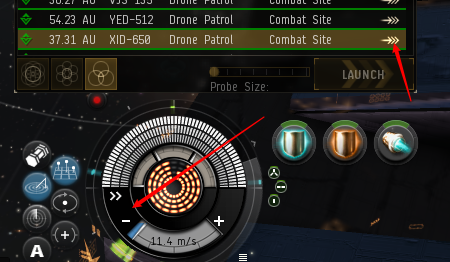 54.23 AU YED-512 Drone Patrol Combat Site
37.31 AU XID-650 Drone Patrol Combat Site
Probe Size:
LAUNCH
- +
11.4 m/s
A